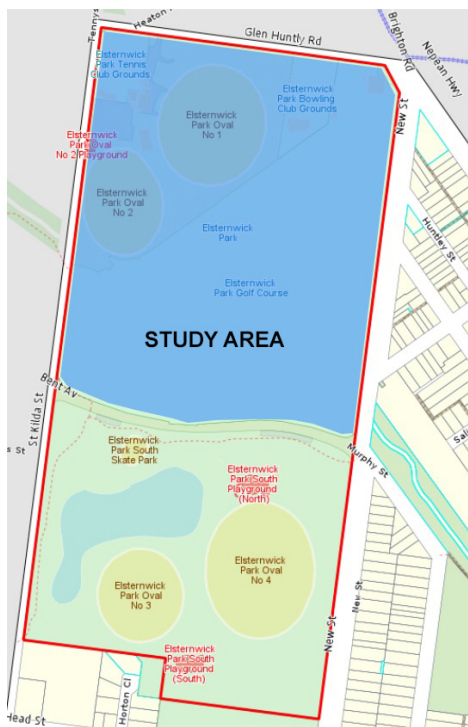 Heaton
Glen Huntly Rd
Tennys
Brighton
Rd
Nepean Hwy
Elsternwick
Park Tennis
Club Grounds
Elsternwick
Park Bowling
Club Grounds
New St
Elsternwick
Park Oval
No 1
Elsternwick
Park Oval
No 2 Playground
Elsternwick
Park Oval
No 2
Elsternwick
Park
Huntley St
Elsternwick
Park Golf Course
STUDY AREA
Bent Av
St Kilda St
s St
Elsternwick
Park South
Skate Park
Murphy St
Sali
Elsternwick
Park South
Playground
(North)
Elsternwick
Park Oval
No 4
Elsternwick
Park Oval
No 3
New St
New St
Elsternwick
Park South
Playground
(South)
Horton Cl
Head St